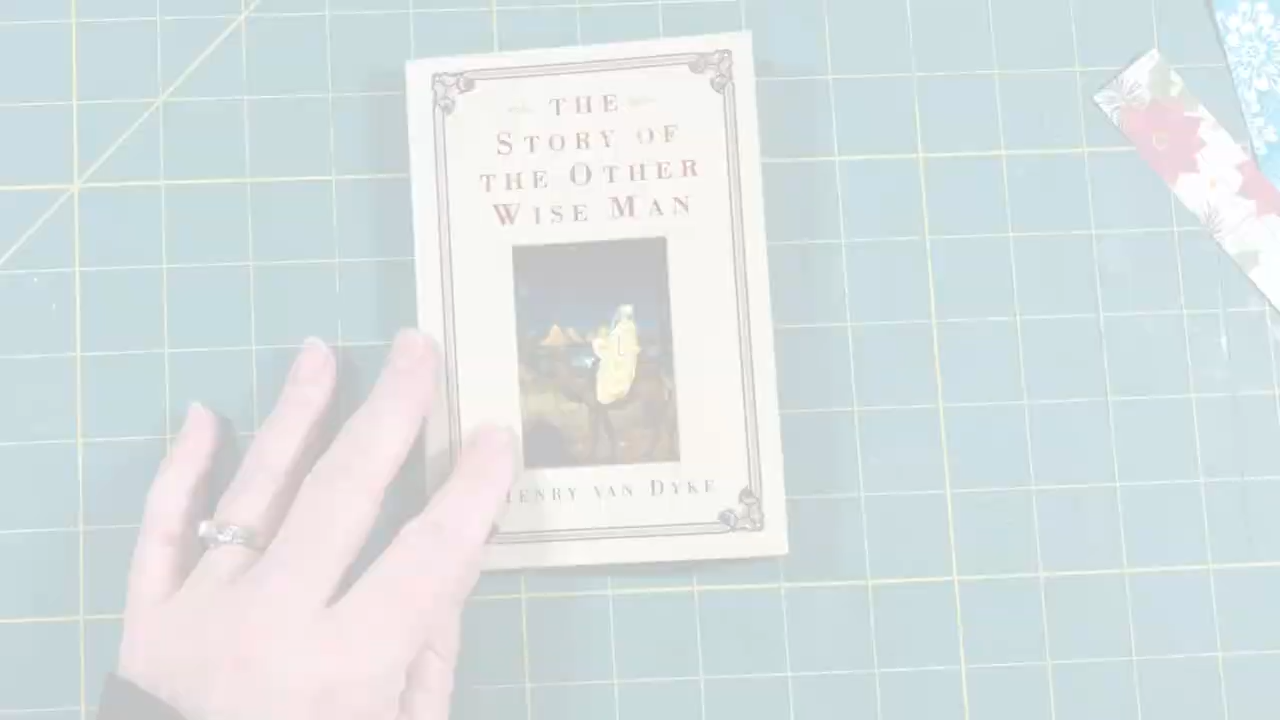 THE
STORY OF
THE OTHER
WISE MAN
HENRY VAN DYKE